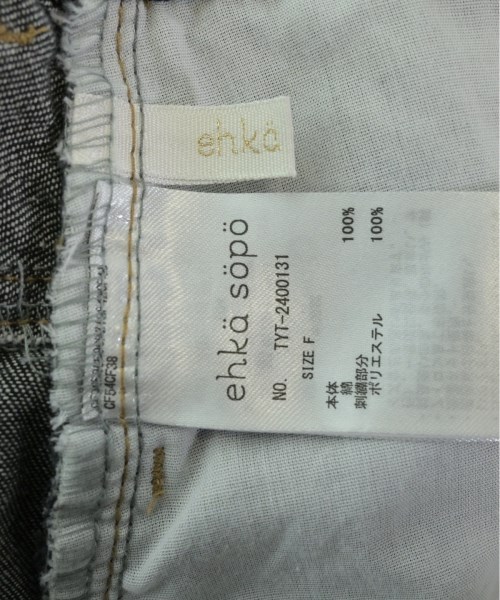 ehkä
ehkä söpö
NO. TYT-2400131
SIZE F
本体
綿 100%
刺繍部分
ポリエステル 100%